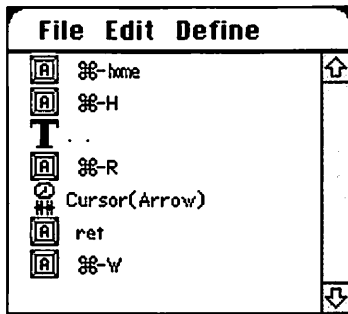 File Edit Define
A ⌘-home
A ⌘-H
T . .
A ⌘-R
Cursor(Arrow)
A ret
A ⌘-W